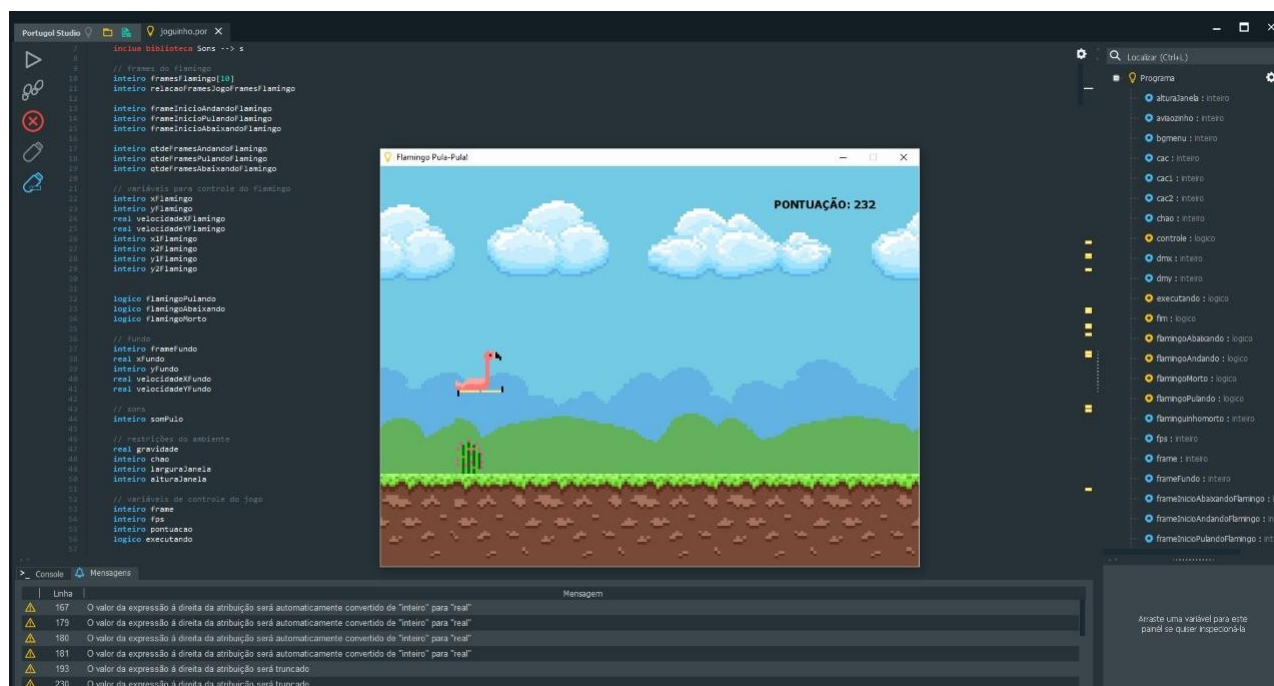 Portugol Studio
joguinho.por
inclua biblioteca Sons --> s
// frames do flamingo
inteiro framesFlamingo[10]
inteiro relacaoFramesJogoFramesFlamingo
inteiro frameInicioAndandoFlamingo
inteiro frameInicioPulandoFlamingo
inteiro frameInicioAbaixandoFlamingo
inteiro qtdeFramesAndandoFlamingo
inteiro qtdeFramesPulandoFlamingo
inteiro qtdeFramesAbaixandoFlamingo
// variáveis para controle do flamingo
inteiro xFlamingo
inteiro yFlamingo
real velocidadeXFlamingo
real velocidadeYFlamingo
inteiro x1Flamingo
inteiro x2Flamingo
inteiro y1Flamingo
inteiro y2Flamingo
logico flamingoPulando
logico flamingoAbaixando
logico flamingoMorto
// fundo
inteiro frameFundo
real xFundo
inteiro yFundo
real velocidadeXFundo
real velocidadeYFundo
// sons
inteiro somPulo
// restrições do ambiente
real gravidade
inteiro chao
inteiro larguraJanela
inteiro alturaJanela
// variáveis de controle do jogo
inteiro frame
inteiro fps
inteiro pontuacao
logico executando
Flamingo Pula-Pula!
PONTUAÇÃO: 232
Localizar (Ctrl+L)
Programa
alturaJanela : inteiro
aviaozinho : inteiro
bgmenu : inteiro
cac : inteiro
cac1 : inteiro
cac2 : inteiro
chao : inteiro
controle : logico
dmx : inteiro
dmy : inteiro
executando : logico
fim : logico
flamingoAbaixando : logico
flamingoAndando : logico
flamingoMorto : logico
flamingoPulando : logico
flaminguinhomorto : inteiro
fps : inteiro
frame : inteiro
frameFundo : inteiro
frameInicioAbaixandoFlamingo :
frameInicioAndandoFlamingo : in
frameInicioPulandoFlamingo : int
Console
Mensagens
Linha Mensagem
167 O valor da expressão á direita da atribuição será automaticamente convertido de "inteiro" para "real"
179 O valor da expressão á direita da atribuição será automaticamente convertido de "inteiro" para "real"
180 O valor da expressão á direita da atribuição será automaticamente convertido de "inteiro" para "real"
181 O valor da expressão á direita da atribuição será automaticamente convertido de "inteiro" para "real"
193 O valor da expressão á direita da atribuição será truncado
230 O valor da expressão á direita da atribuição será truncado
Arraste uma variável para este
painel se quiser inspecioná-la